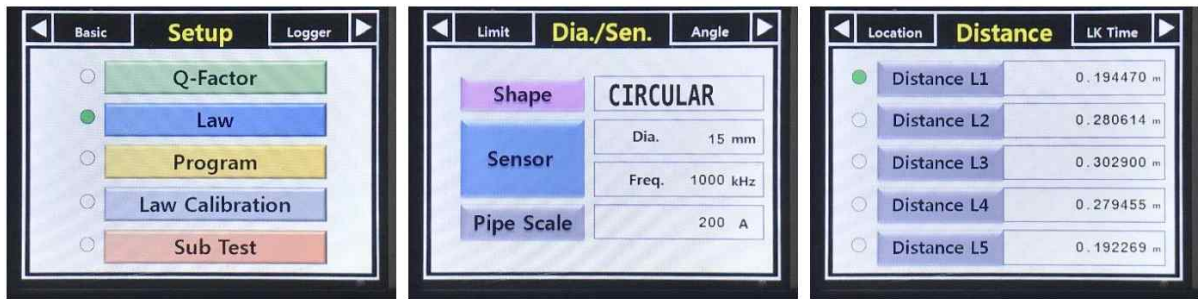 Basic Setup Logger
Q-Factor
Law
Program
Law Calibration
Sub Test
Limit Dia./Sen. Angle
Shape CIRCULAR
Sensor
Dia. 15 mm
Freq. 1000 kHz
Pipe Scale 200 A
Location Distance LK Time
Distance L1 0.194470 m
Distance L2 0.280614 m
Distance L3 0.302900 m
Distance L4 0.279455 m
Distance L5 0.192269 m